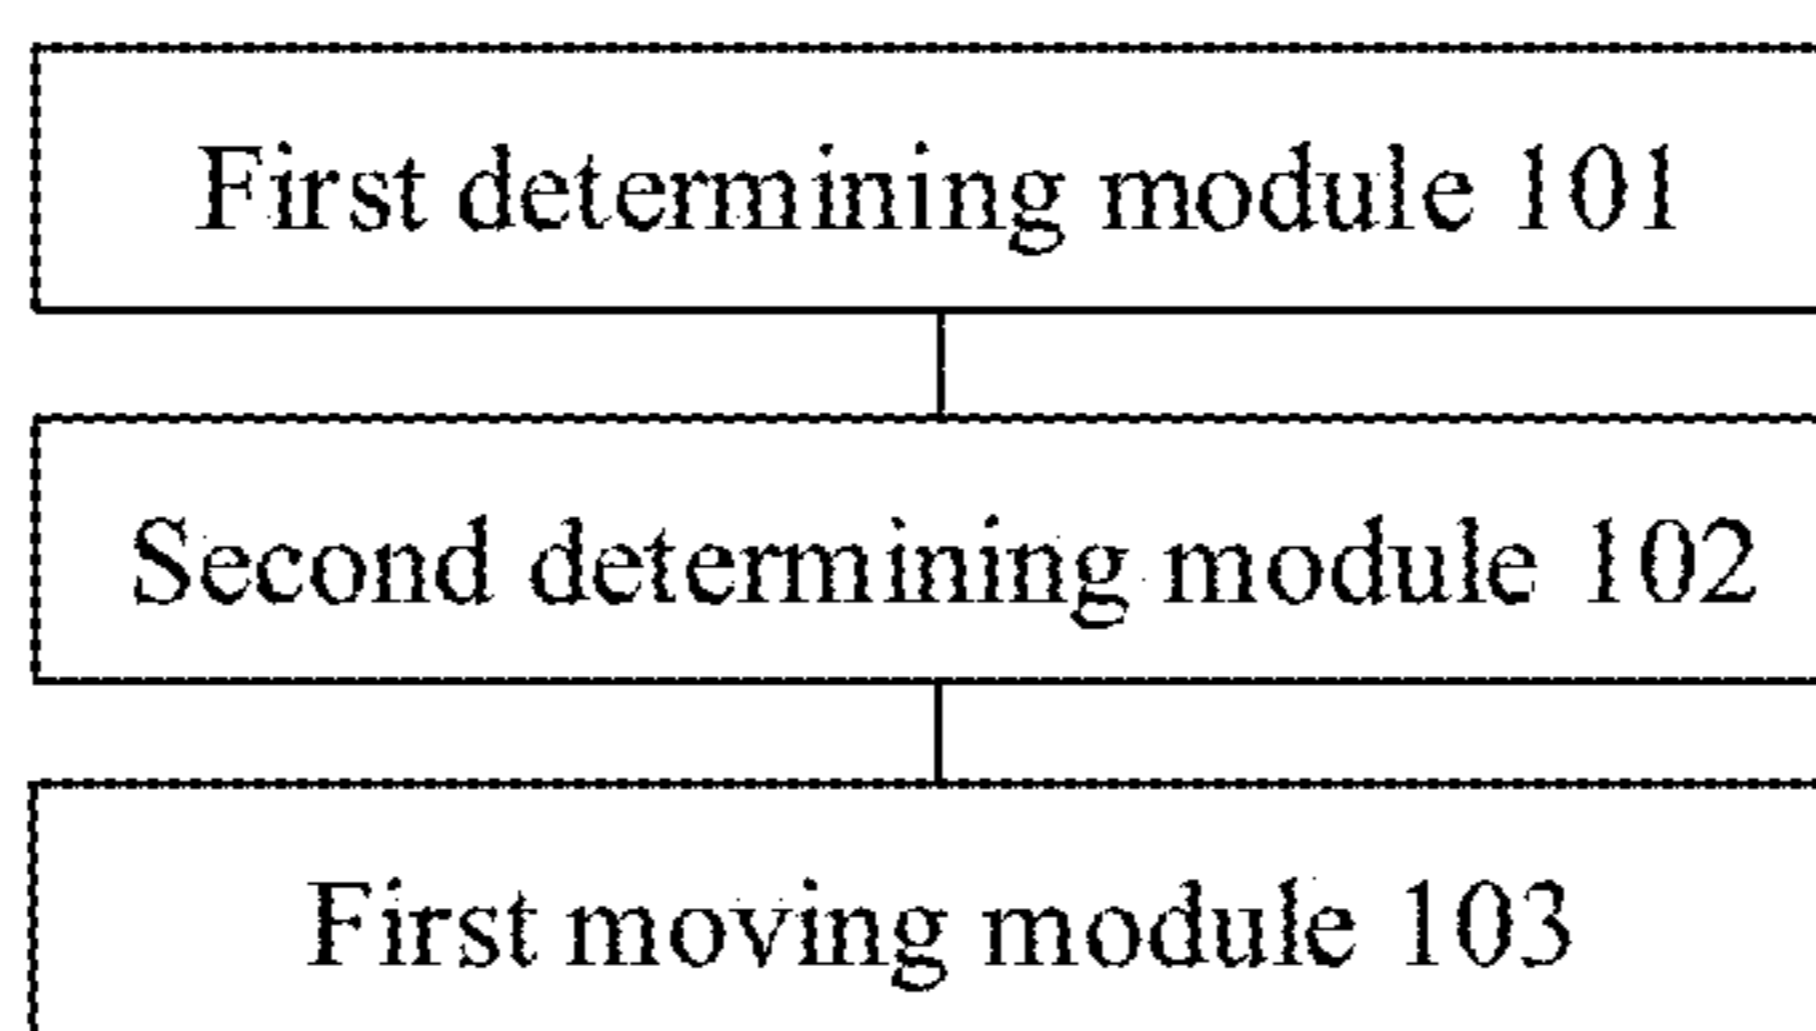 First determining module 101
Second determining module 102
First moving module 103